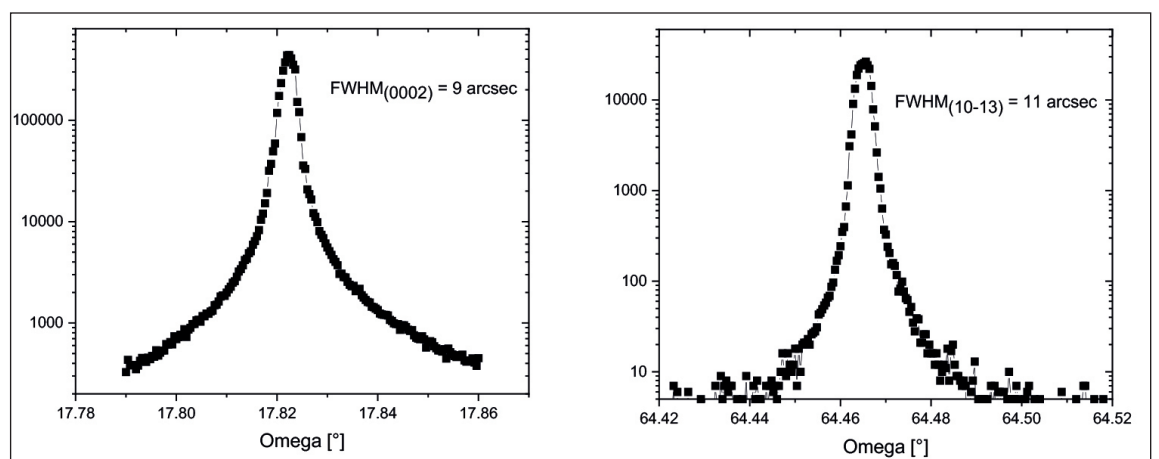 FWHM(0002) = 9 arcsec
100000
10000
1000
17.78 17.80 17.82 17.84 17.86
Omega [°]
FWHM(10-13) = 11 arcsec
10000
1000
100
10
64.42 64.44 64.46 64.48 64.50 64.52
Omega [°]